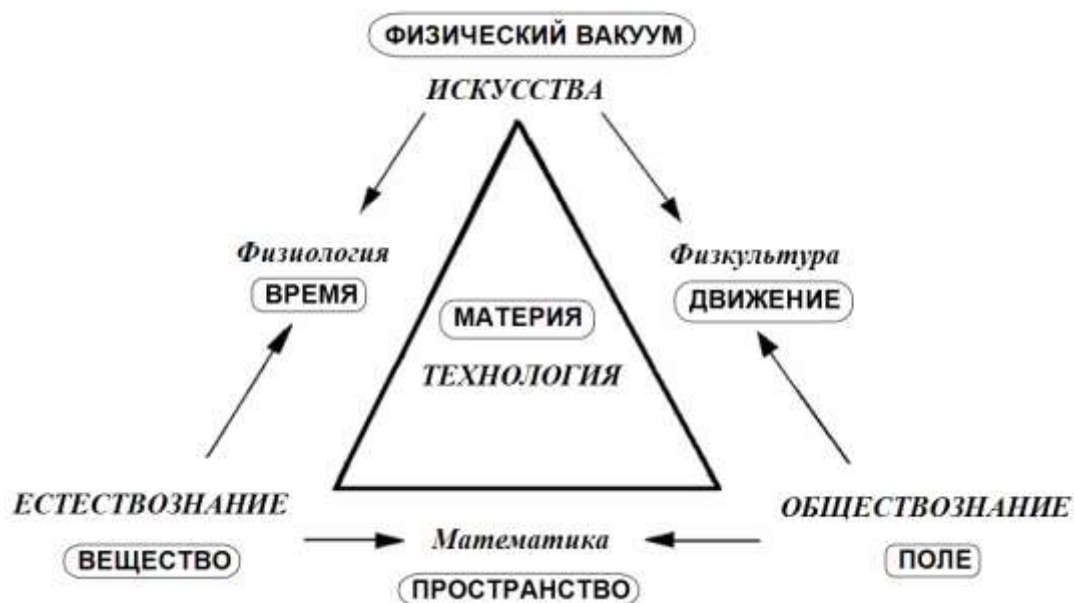 ФИЗИЧЕСКИЙ ВАКУУМ
ИСКУССТВА
Физиология
ВРЕМЯ
Физкультура
ДВИЖЕНИЕ
МАТЕРИЯ
ТЕХНОЛОГИЯ
ЕСТЕСТВОЗНАНИЕ
ВЕЩЕСТВО
Математика
ПРОСТРАНСТВО
ОБЩЕСТВОЗНАНИЕ
ПОЛЕ